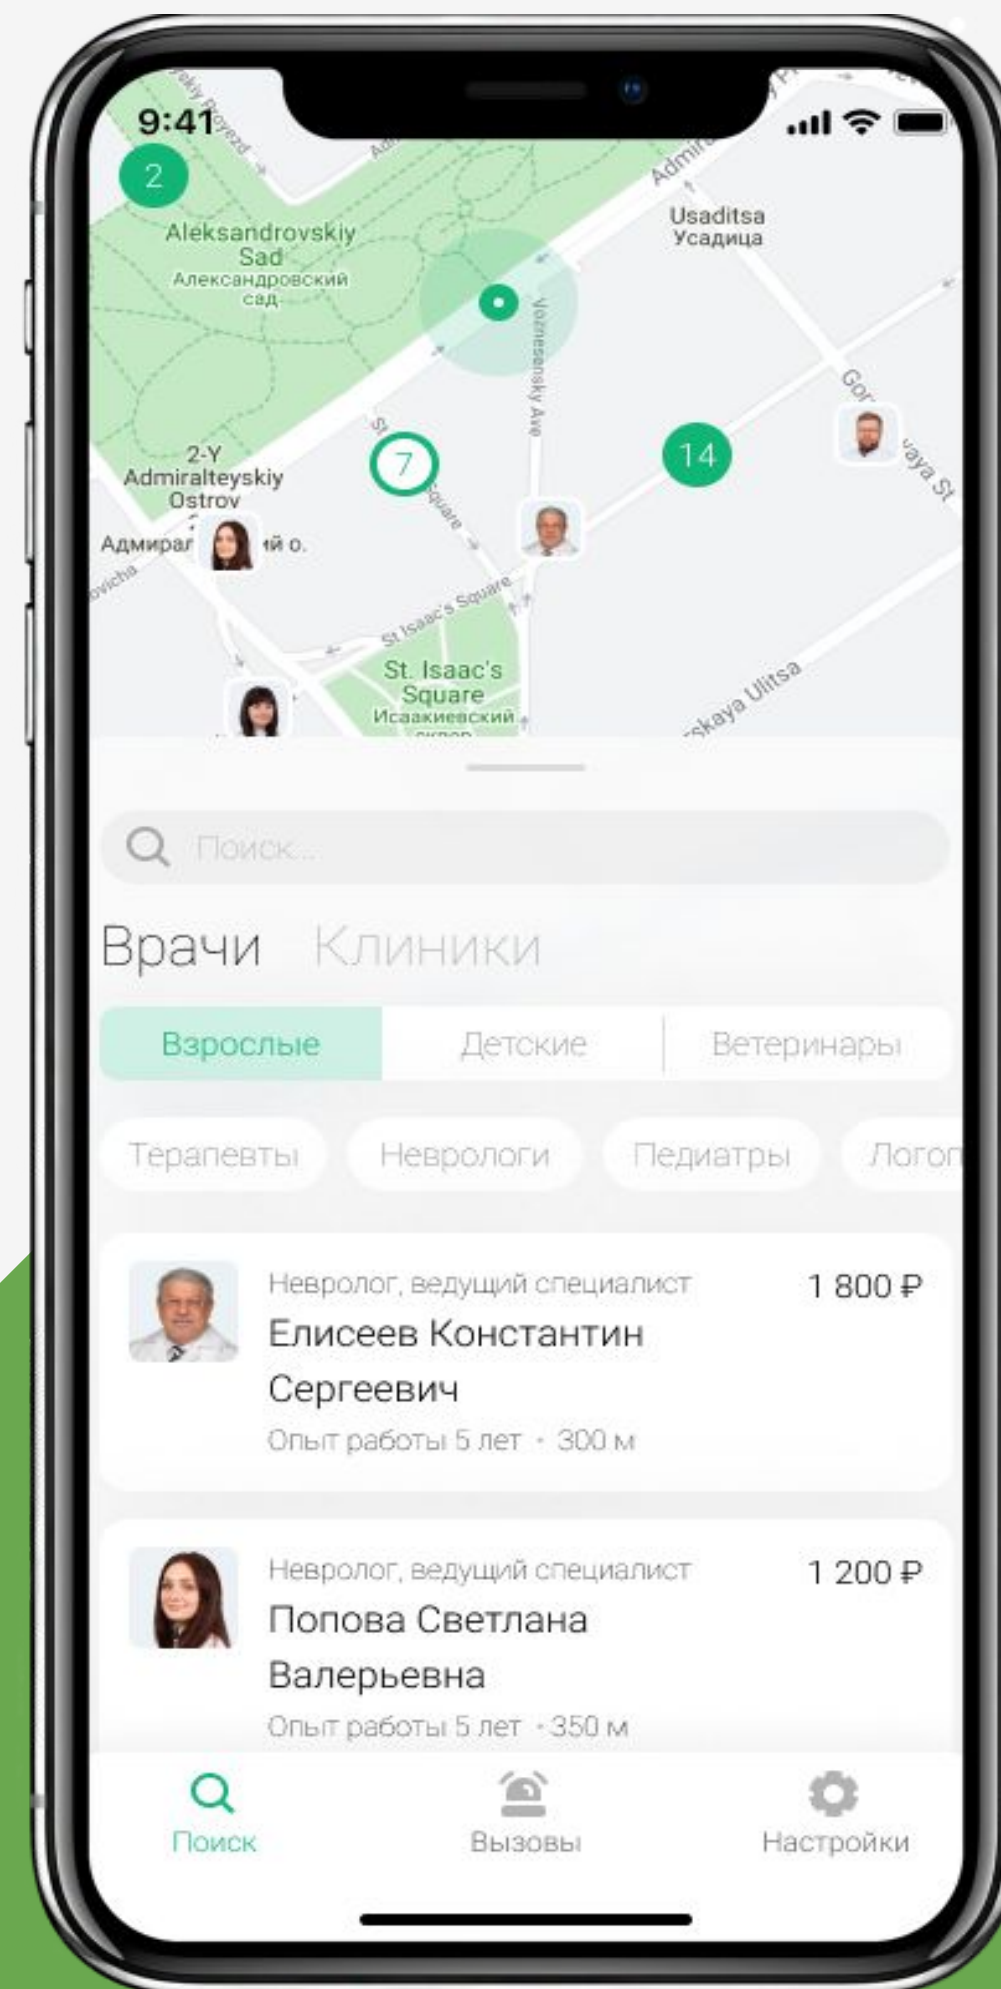 9:41
2
Aleksandrovskiy
Sad
Александровский
сад
Usaditsa
Усадица
Voznesensky Ave
2-Y
Admiralteyskiy
Ostrov
7
14
St Isaac's Square
St. Isaac's
Square
Исаакиевский
Поиск...
Врачи Клиники
Взрослые Детские Ветеринары
Терапевты Неврологи Педиатры Логоп
Невролог, ведущий специалист 1 800 ₽
Елисеев Константин
Сергеевич
Опыт работы 5 лет · 300 м
Невролог, ведущий специалист 1 200 ₽
Попова Светлана
Валерьевна
Опыт работы 5 лет · 350 м
Поиск Вызовы Настройки